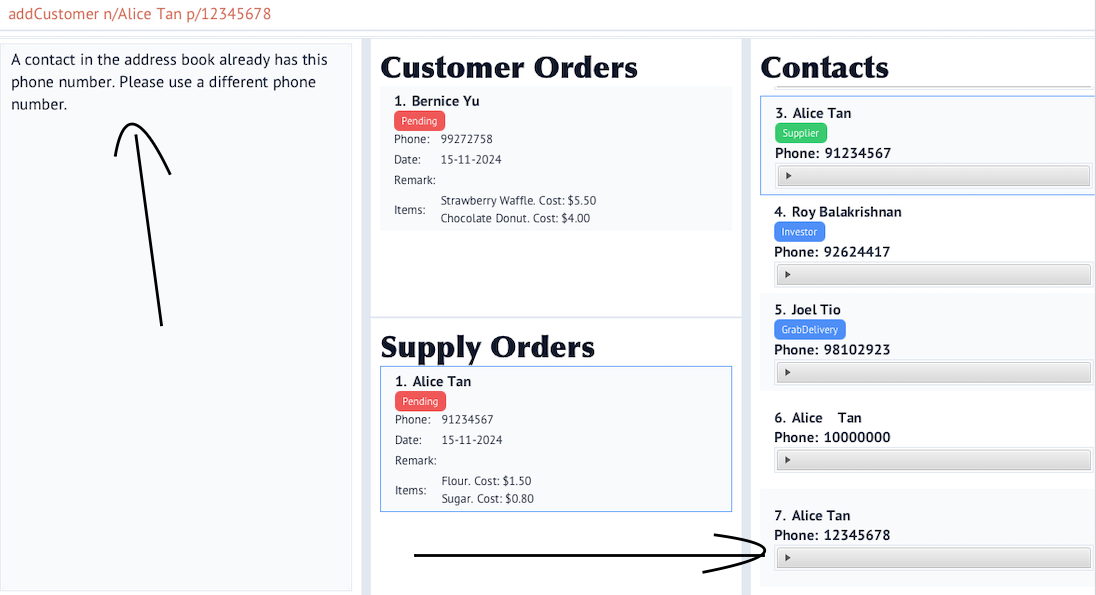 addCustomer n/Alice Tan p/12345678
A contact in the address book already has this
phone number. Please use a different phone
number.
Customer Orders
1. Bernice Yu
Pending
Phone: 99272758
Date: 15-11-2024
Remark:
Items: Strawberry Waffle. Cost: $5.50
Chocolate Donut. Cost: $4.00
Supply Orders
1. Alice Tan
Pending
Phone: 91234567
Date: 15-11-2024
Remark:
Items: Flour. Cost: $1.50
Sugar. Cost: $0.80
Contacts
3. Alice Tan
Supplier
Phone: 91234567
4. Roy Balakrishnan
Investor
Phone: 92624417
5. Joel Tio
GrabDelivery
Phone: 98102923
6. Alice    Tan
Phone: 10000000
7. Alice Tan
Phone: 12345678